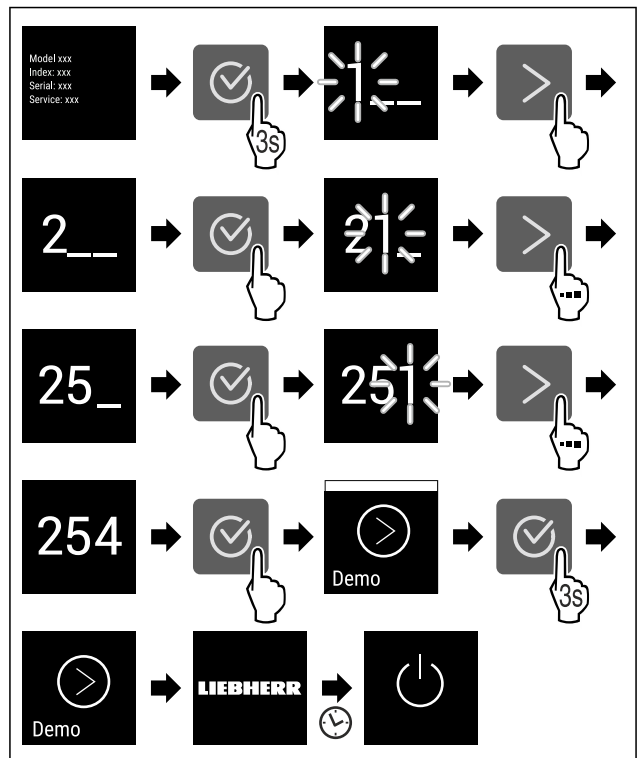 Model xxx
Index: xxx
Serial: xxx
Service: xxx
3s
1__
2__
21_
25_
251
254
Demo
3s
Demo
LIEBHERR